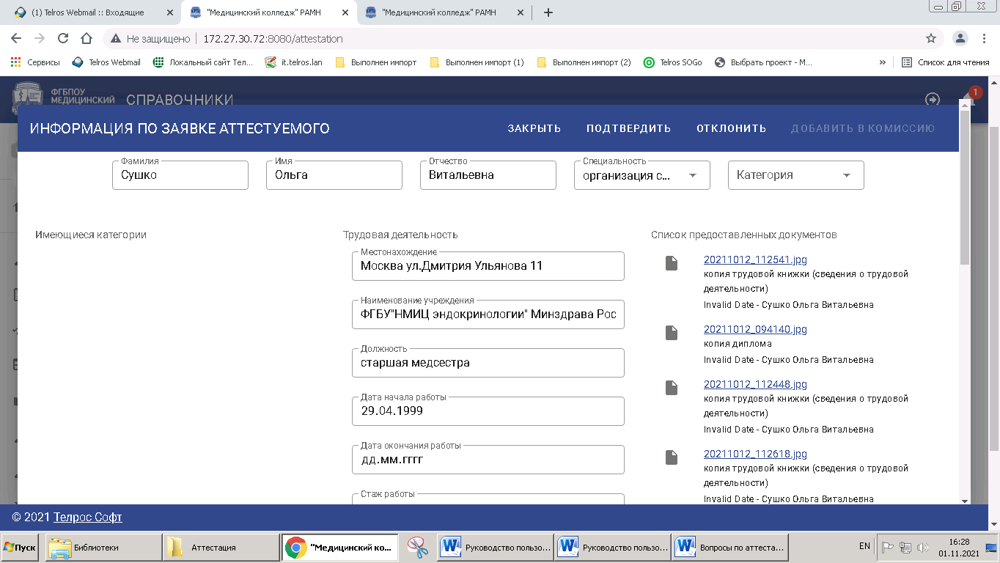 (1) Telros Webmail :: Входящие
"Медицинский колледж" РАМН
"Медицинский колледж" РАМН
Не защищено
172.27.30.72:8080/attestation
Сервисы
Telros Webmail
Локальный сайт Тел...
it.telros.lan
Выполнен импорт
Выполнен импорт (1)
Выполнен импорт (2)
Telros SOGo
Выбрать проект - М...
»
Список для чтения
ФГБПОУ
МЕДИЦИНСКИЙ
СПРАВОЧНИКИ
1
ИНФОРМАЦИЯ ПО ЗАЯВКЕ АТТЕСТУЕМОГО
ЗАКРЫТЬ
ПОДТВЕРДИТЬ
ОТКЛОНИТЬ
ДОБАВИТЬ В КОМИССИЮ
Фамилия
Сушко
Имя
Ольга
Отчество
Витальевна
Специальность
организация с...
Категория
Имеющиеся категории
Трудовая деятельность
Местонахождение
Москва ул.Дмитрия Ульянова 11
Наименование учреждения
ФГБУ"НМИЦ эндокринологии" Минздрава Рос
Должность
старшая медсестра
Дата начала работы
29.04.1999
Дата окончания работы
дд.мм.гггг
Стаж работы
Список предоставленных документов
20211012_112541.jpg
копия трудовой книжки (сведения о трудовой
деятельности)
Invalid Date - Сушко Ольга Витальевна
20211012_094140.jpg
копия диплома
Invalid Date - Сушко Ольга Витальевна
20211012_112448.jpg
копия трудовой книжки (сведения о трудовой
деятельности)
Invalid Date - Сушко Ольга Витальевна
20211012_112618.jpg
копия трудовой книжки (сведения о трудовой
деятельности)
Invalid Date - Сушко Ольга Витальевна
© 2021 Телрос Софт
Пуск
Библиотеки
Аттестация
"Медицинский ко...
Руководство пользо...
Руководство пользо...
Вопросы по аттеста...
EN
16:28
01.11.2021